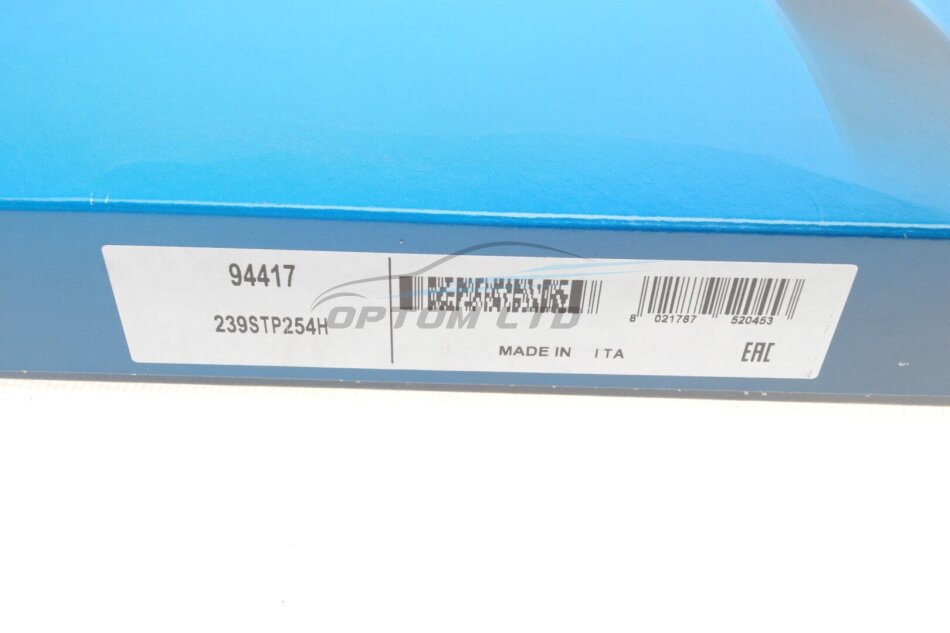 94417
239STP254H
OPTOM LTD
8 021787 520453
MADE IN ITA
EAC